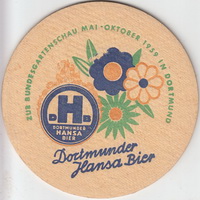 ZUR BUNDESGARTENSCHAU MAI-OKTOBER 1959 IN DORTMUND
D H B
DORTMUNDER
HANSA
BIER
Dortmunder
Hansa Bier